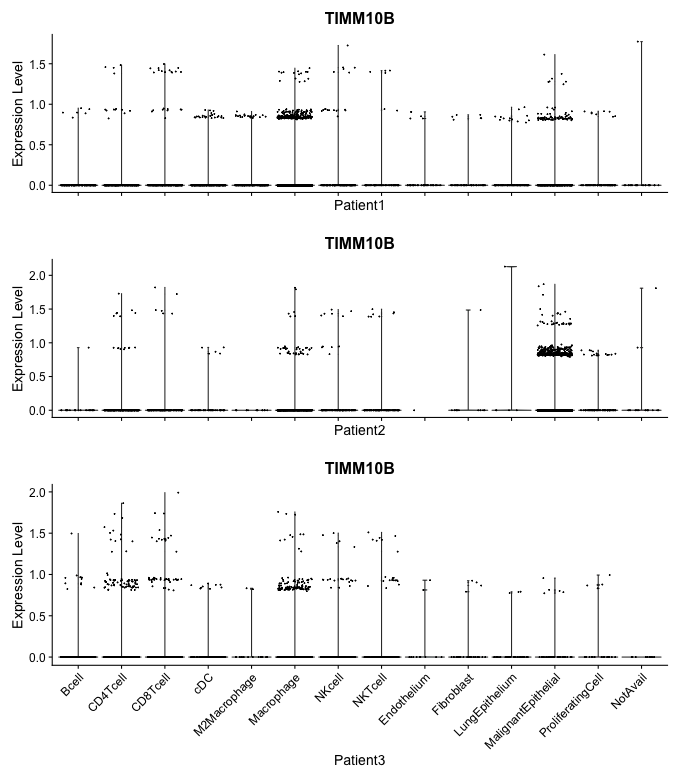 TIMM10B
Expression Level
1.5
1.0
0.5
0.0
Patient1
TIMM10B
Expression Level
2.0
1.5
1.0
0.5
0.0
Patient2
TIMM10B
Expression Level
2.0
1.5
1.0
0.5
0.0
Bcell
CD4Tcell
CD8Tcell
cDC
M2Macrophage
Macrophage
NKcell
NKTcell
Endothelium
Fibroblast
LungEpithelium
MalignantEpithelial
ProliferatingCell
NotAvail
Patient3